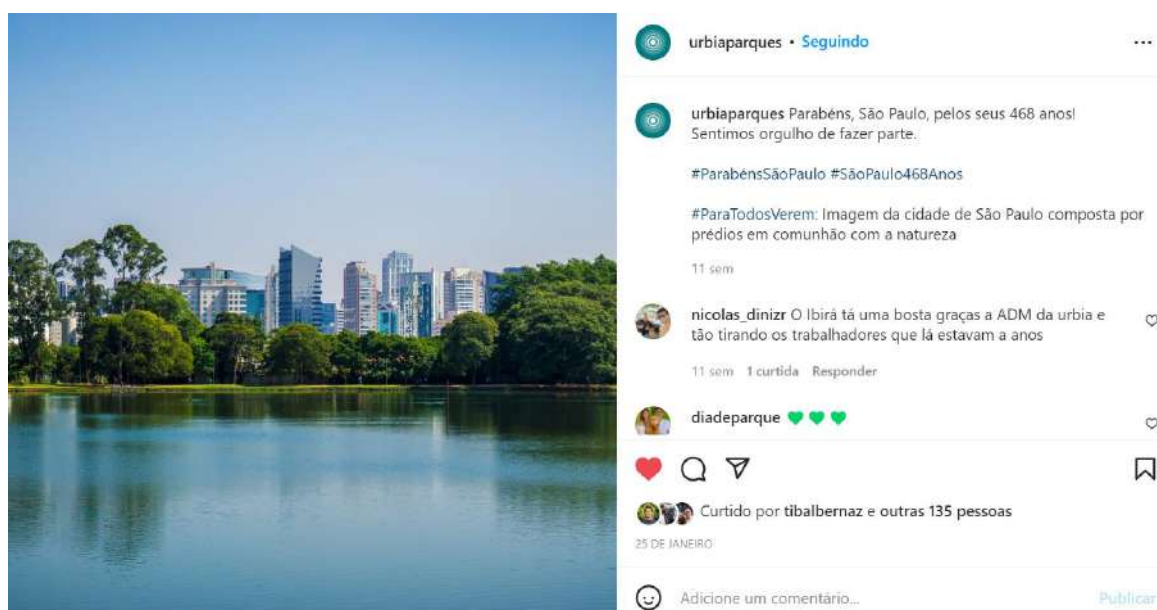 urbiaparques • Seguindo
urbiaparques Parabéns, São Paulo, pelos seus 468 anos!
Sentimos orgulho de fazer parte.
#ParabénsSãoPaulo #SãoPaulo468Anos
#ParaTodosVerem: Imagem da cidade de São Paulo composta por
prédios em comunhão com a natureza
11 sem
nicolas_dinizr O Ibirá tá uma bosta graças a ADM da urbia e
tão tirando os trabalhadores que lá estavam a anos
11 sem 1 curtida Responder
diadeparque 💚 💚 💚
Curtido por tibalbernaz e outras 135 pessoas
25 DE JANEIRO
Adicione um comentário... Publicar